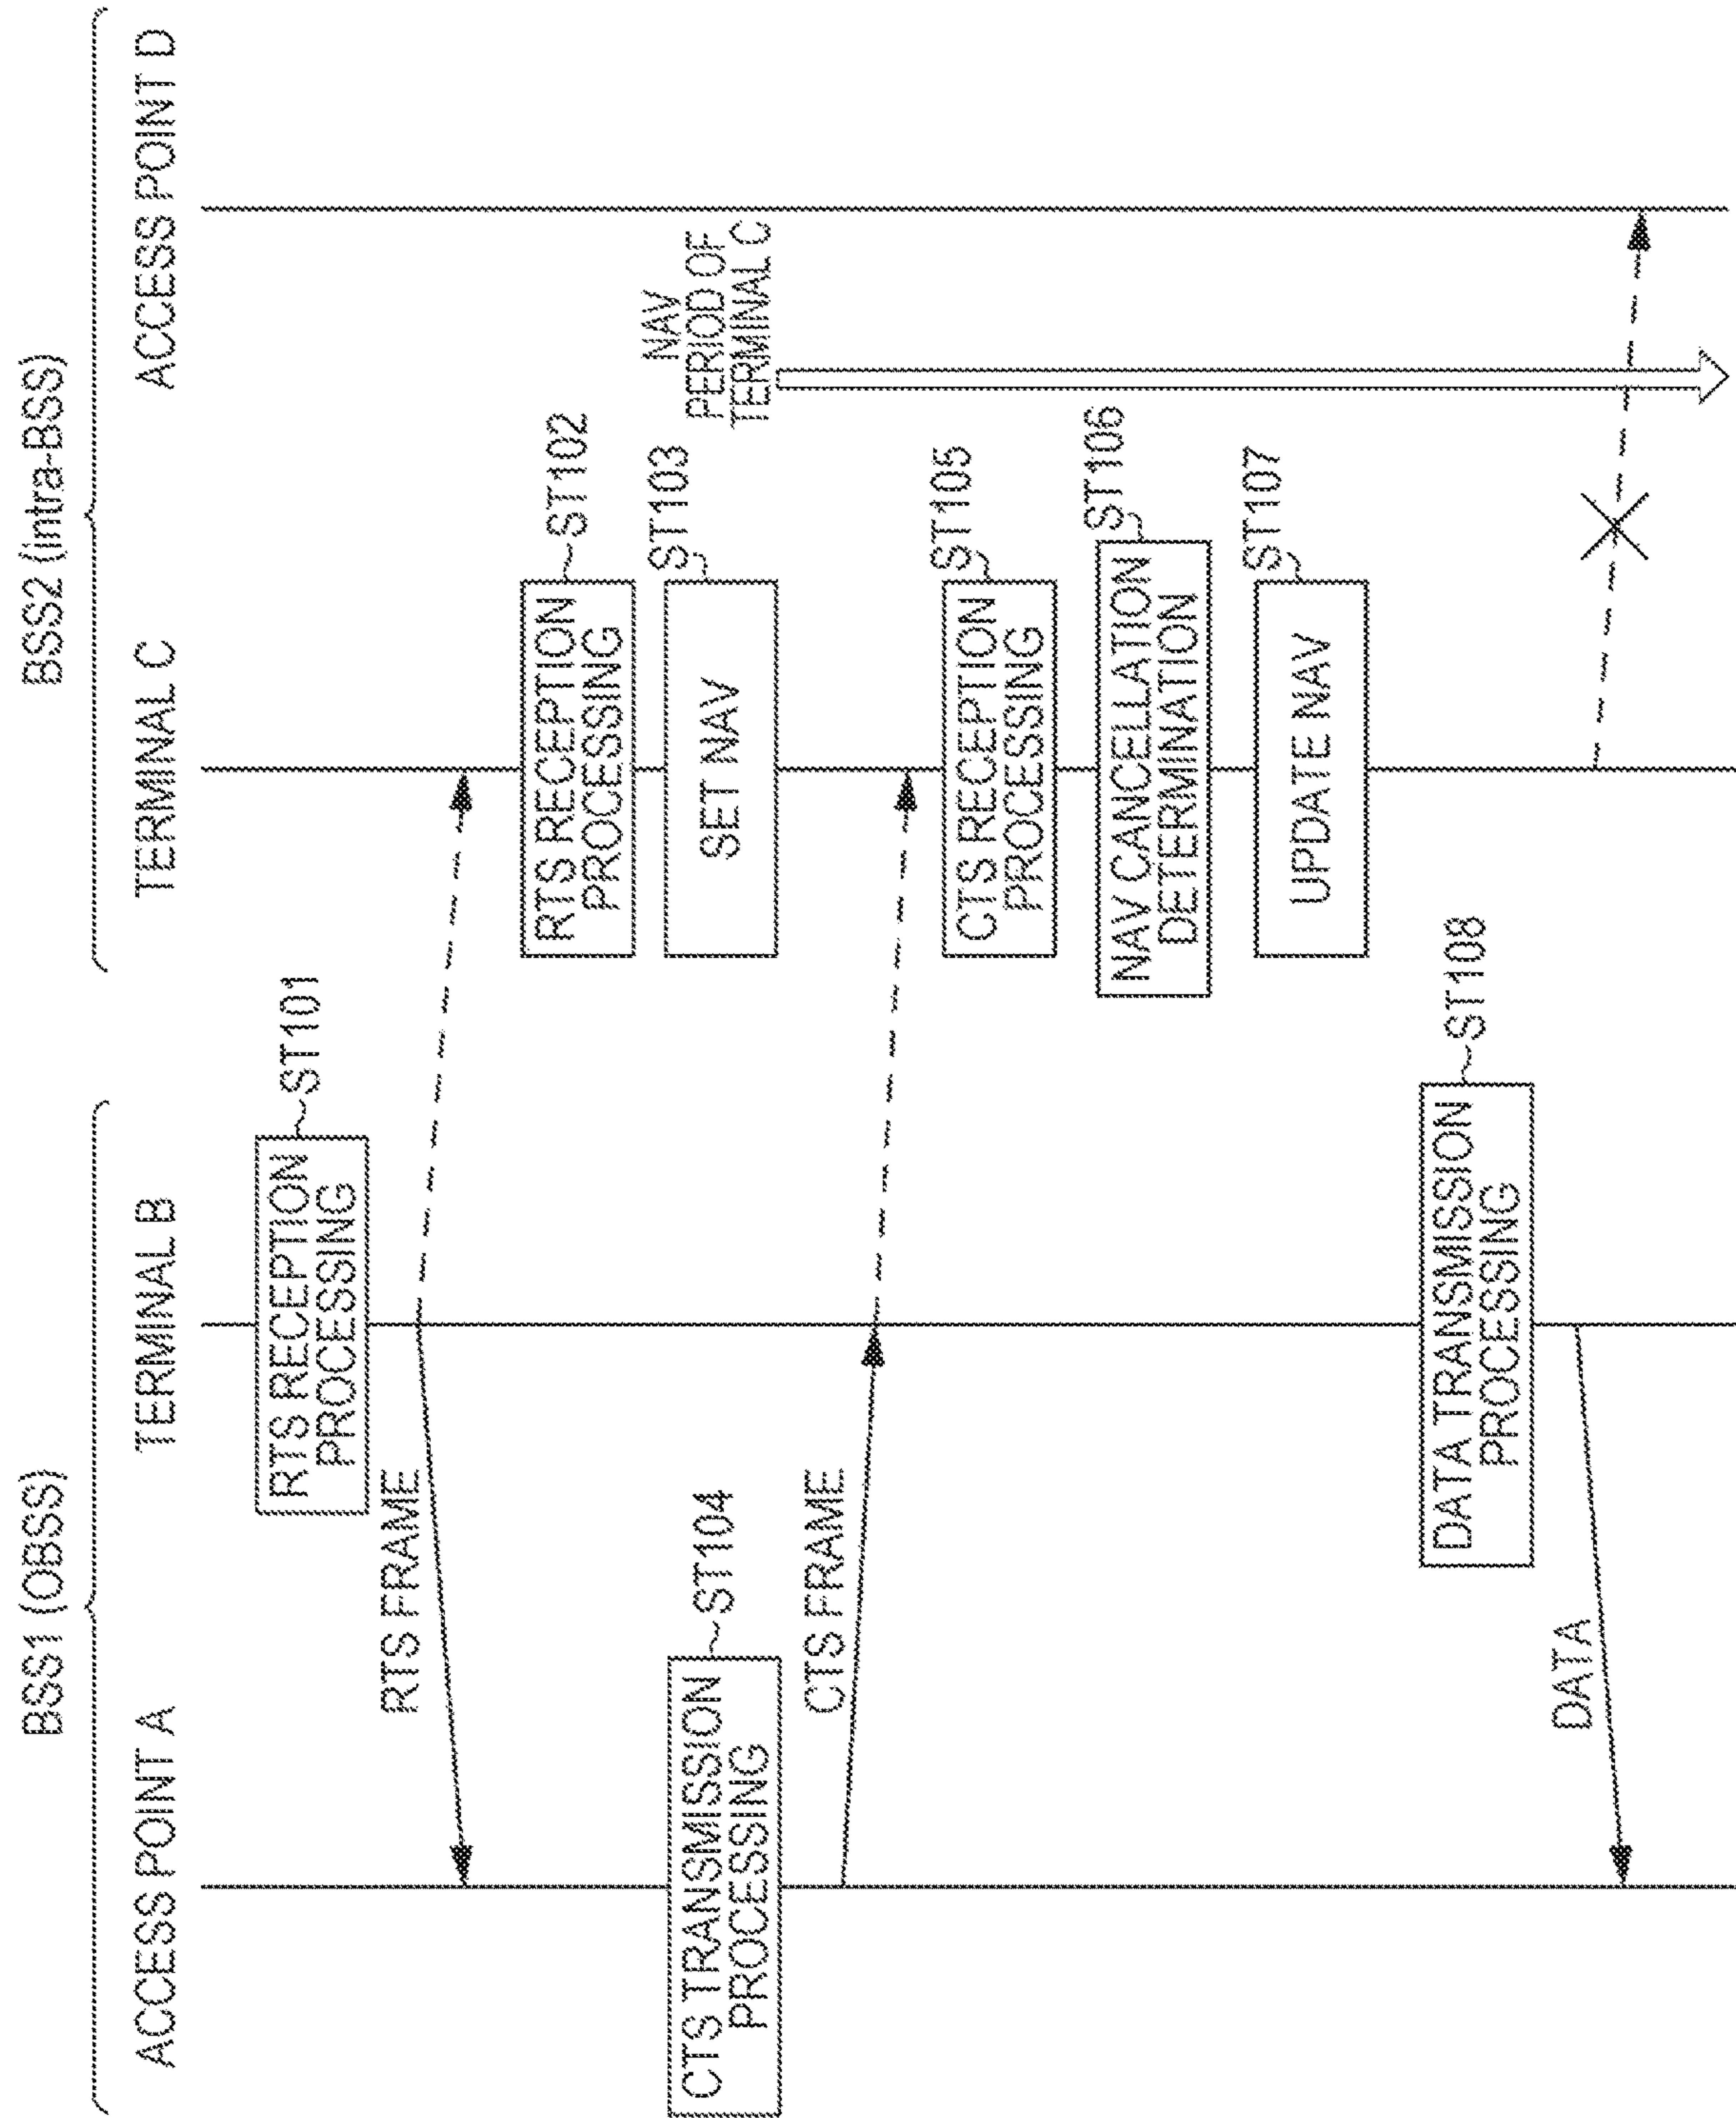 BSS1 (OBSS)
BSS2 (intra-BSS)
ACCESS POINT A
TERMINAL B
TERMINAL C
ACCESS POINT D
RTS RECEPTION
PROCESSING
ST101
RTS FRAME
RTS RECEPTION
PROCESSING
ST102
SET NAV
ST103
NAV
PERIOD OF
TERMINAL C
CTS TRANSMISSION
PROCESSING
ST104
CTS FRAME
CTS RECEPTION
PROCESSING
ST105
NAV CANCELLATION
DETERMINATION
ST106
UPDATE NAV
ST107
DATA TRANSMISSION
PROCESSING
ST108
DATA